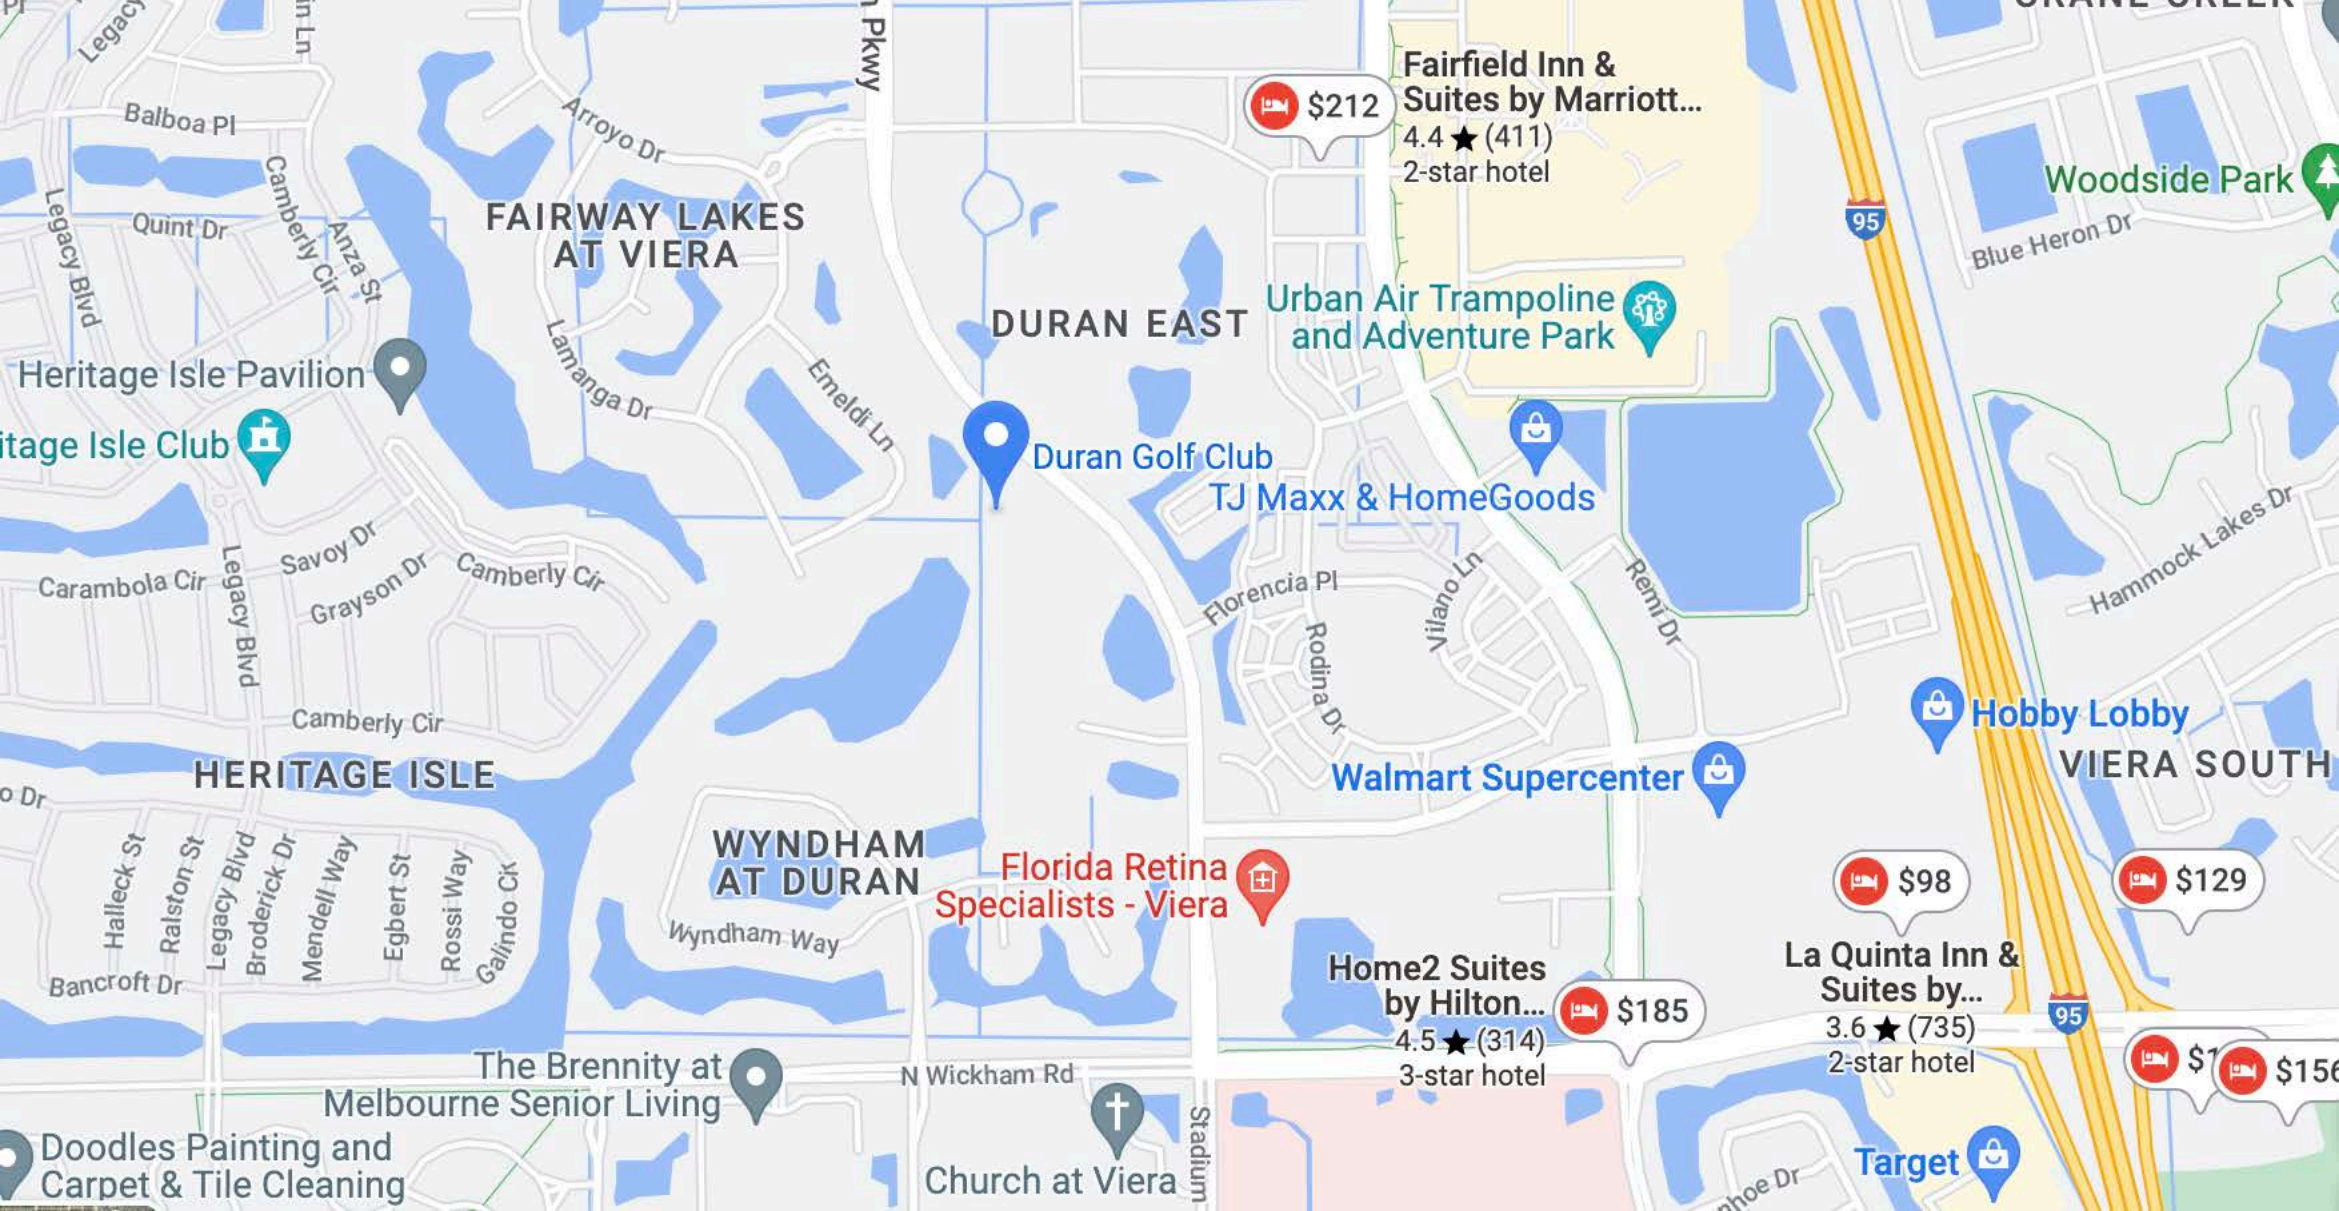 Legacy
in Ln
n Pkwy
CRANE CREEK
Balboa Pl
Arroyo Dr
$212
Fairfield Inn &
Suites by Marriott...
4.4 ★ (411)
2-star hotel
95
Woodside Park
Blue Heron Dr
Legacy Blvd
Quint Dr
Camberly Cir
Anza St
FAIRWAY LAKES
AT VIERA
DURAN EAST
Urban Air Trampoline
and Adventure Park
Heritage Isle Pavilion
Lamanga Dr
Emeldi Ln
itage Isle Club
Duran Golf Club
TJ Maxx & HomeGoods
Hammock Lakes Dr
Savoy Dr
Carambola Cir
Legacy Blvd
Grayson Dr
Camberly Cir
Florencia Pl
Vilano Ln
Remi Dr
Rodina Dr
Camberly Cir
Hobby Lobby
VIERA SOUTH
HERITAGE ISLE
Walmart Supercenter
o Dr
WYNDHAM
AT DURAN
Halleck St
Ralston St
Legacy Blvd
Broderick Dr
Mendell Way
Egbert St
Rossi Way
Galindo Cir
Florida Retina
Specialists - Viera
$98
$129
Wyndham Way
Bancroft Dr
Home2 Suites
by Hilton...
4.5 ★ (314)
3-star hotel
$185
La Quinta Inn &
Suites by...
3.6 ★ (735)
2-star hotel
95
$1
$156
The Brennity at
Melbourne Senior Living
N Wickham Rd
Stadium
Church at Viera
Doodles Painting and
Carpet & Tile Cleaning
Target
hoe Dr